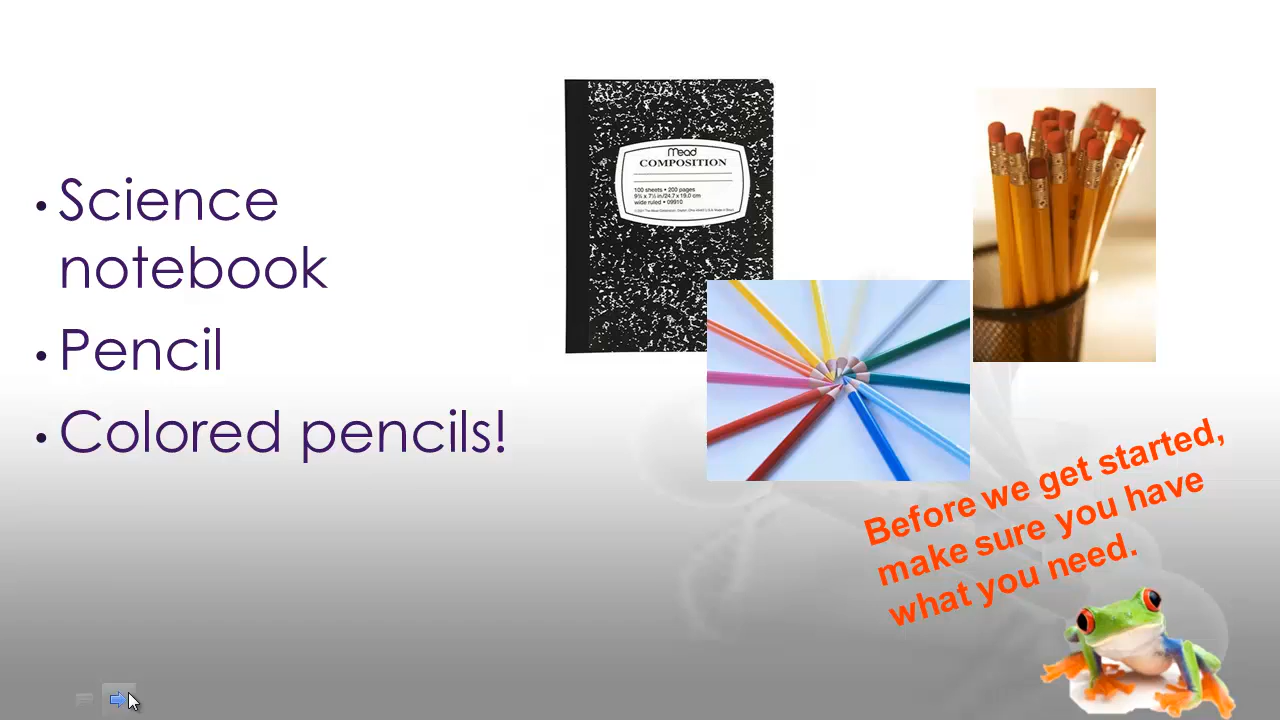 • Science
notebook
• Pencil
• Colored pencils!
Mead
COMPOSITION
100 sheets • 200 pages
9¾ x 7½ in/24.7 x 19.0 cm
wide ruled • 09910
Before we get started,
make sure you have
what you need.